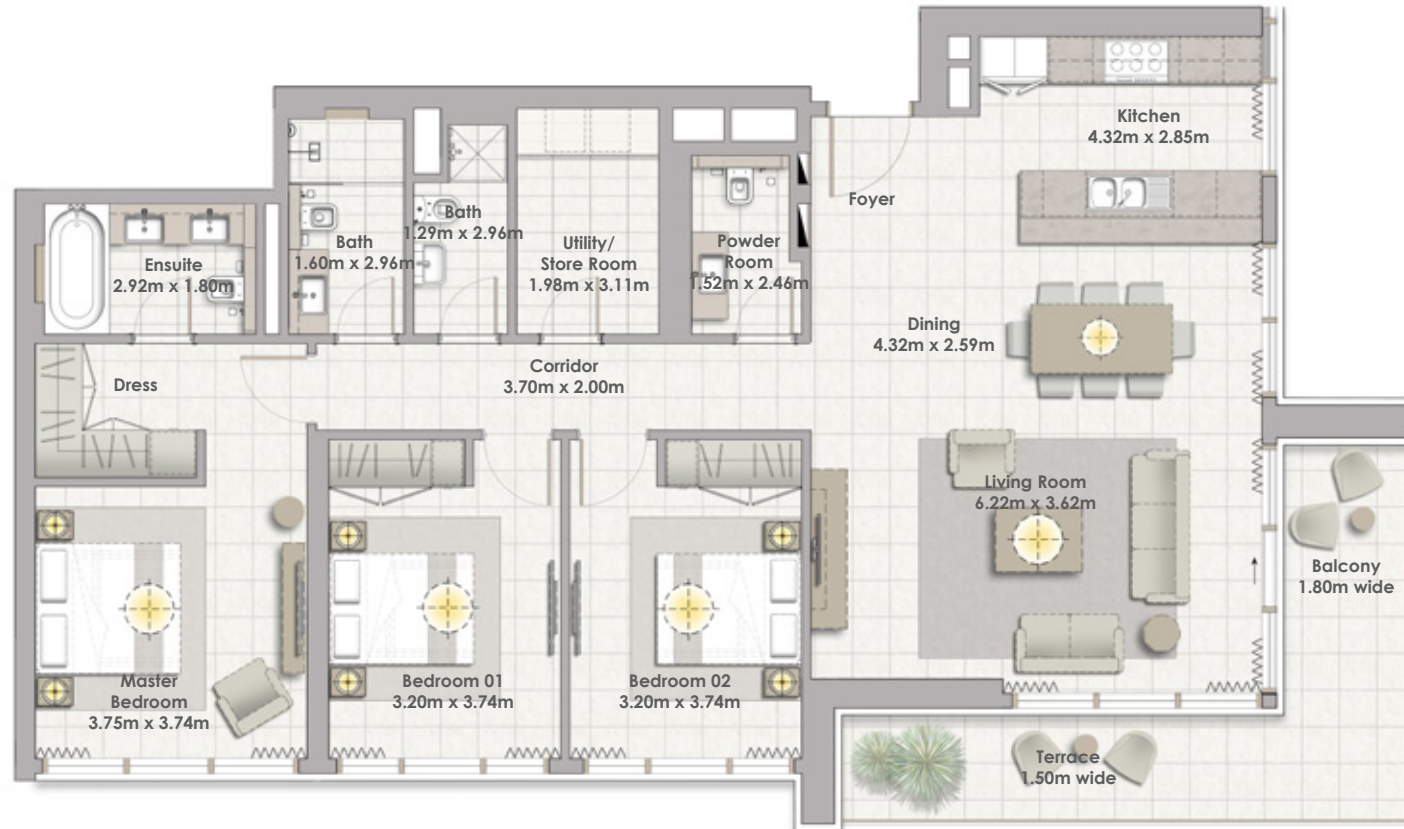 Kitchen
4.32m x 2.85m
Foyer
Bath
1.29m x 2.96m
Bath
1.60m x 2.96m
Utility/
Store Room
1.98m x 3.11m
Powder
Room
1.52m x 2.46m
Ensuite
2.92m x 1.80m
Dining
4.32m x 2.59m
Corridor
3.70m x 2.00m
Dress
Living Room
6.22m x 3.62m
Balcony
1.80m wide
Master
Bedroom
3.75m x 3.74m
Bedroom 01
3.20m x 3.74m
Bedroom 02
3.20m x 3.74m
Terrace
1.50m wide